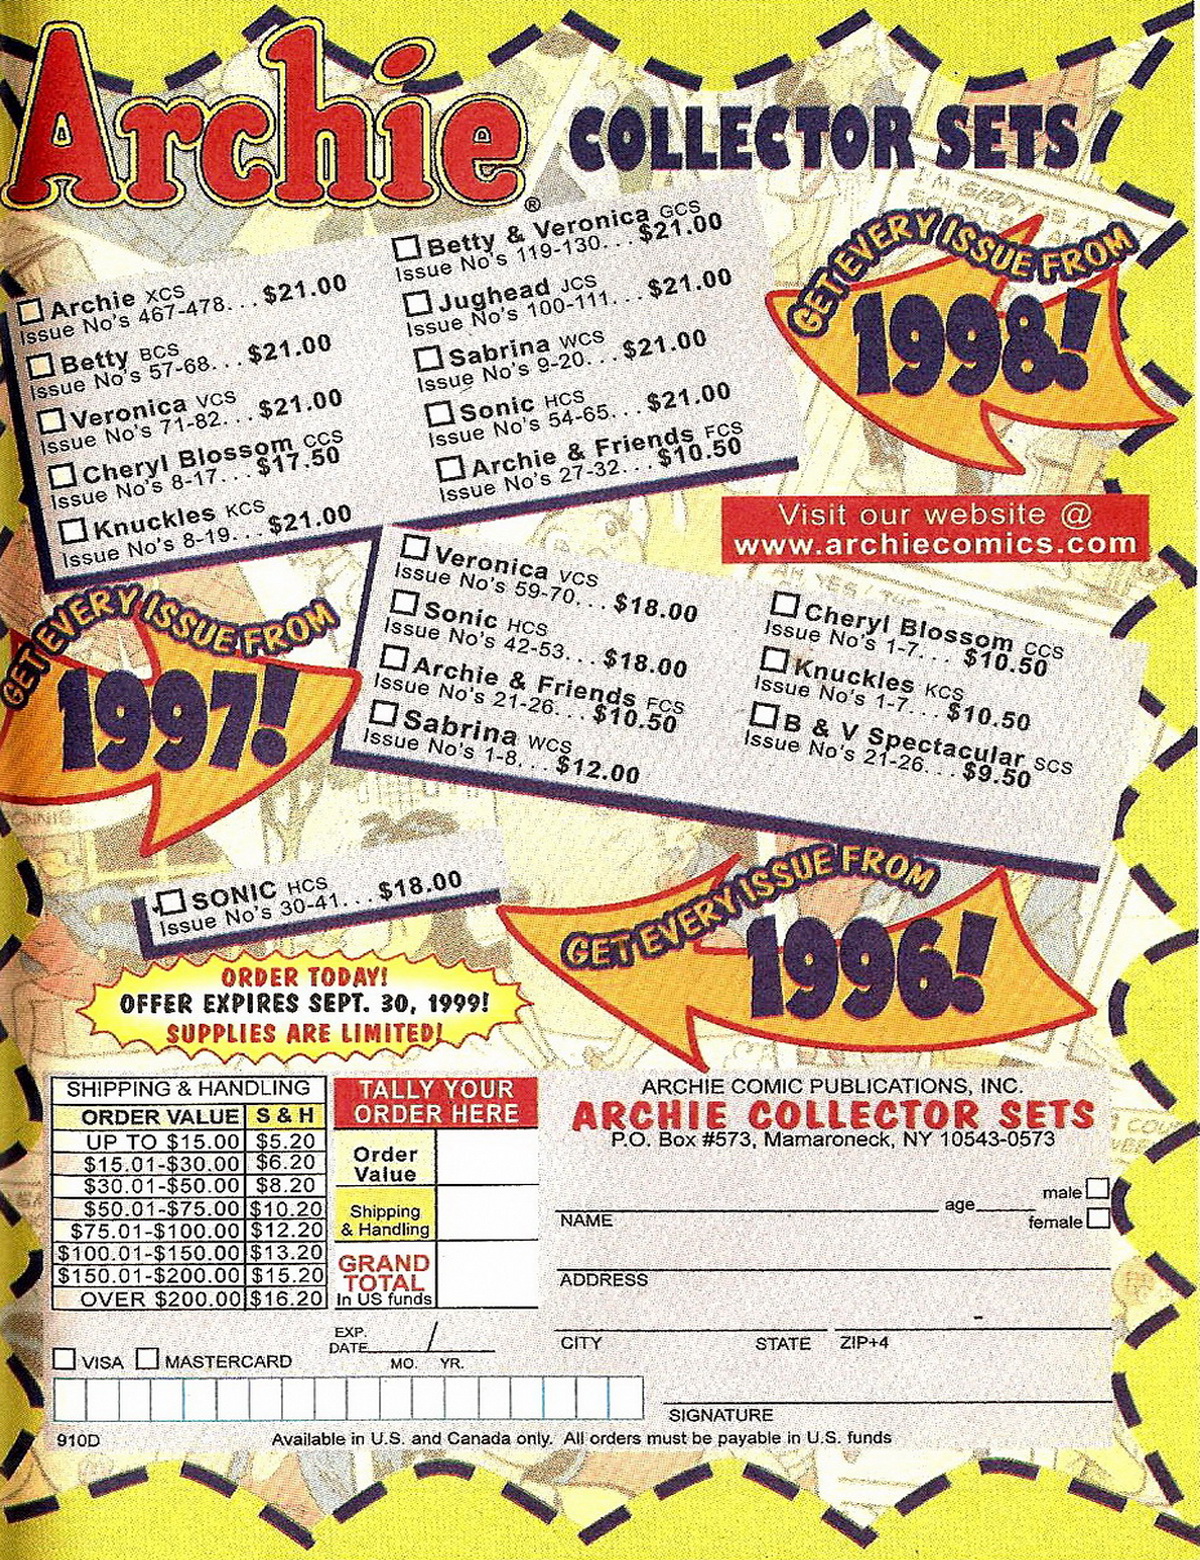 Archie®
COLLECTOR SETS
Archie XCS
Issue No's 467-478... $21.00
Betty BCS
Issue No's 57-68... $21.00
Veronica VCS
Issue No's 71-82... $21.00
Cheryl Blossom CCS
Issue No's 8-17... $17.50
Knuckles KCS
Issue No's 8-19... $21.00
Betty & Veronica GCS
Issue No's 119-130... $21.00
Jughead JCS
Issue No's 100-111... $21.00
Sabrina WCS
Issue No's 9-20... $21.00
Sonic HCS
Issue No's 54-65... $21.00
Archie & Friends FCS
Issue No's 27-32... $10.50
GET EVERY ISSUE FROM
1998!
Visit our website @
www.archiecomics.com
GET EVERY ISSUE FROM
1997!
Veronica VCS
Issue No's 59-70... $18.00
Sonic HCS
Issue No's 42-53... $18.00
Archie & Friends FCS
Issue No's 21-26... $10.50
Sabrina WCS
Issue No's 1-8... $12.00
Cheryl Blossom CCS
Issue No's 1-7... $10.50
Knuckles KCS
Issue No's 1-7... $10.50
B & V Spectacular SCS
Issue No's 21-26... $9.50
SONIC HCS
Issue No's 30-41... $18.00
GET EVERY ISSUE FROM
1996!
ORDER TODAY!
OFFER EXPIRES SEPT. 30, 1999!
SUPPLIES ARE LIMITED!
SHIPPING & HANDLING
ORDER VALUE S & H
UP TO $15.00 $5.20
$15.01-$30.00 $6.20
$30.01-$50.00 $8.20
$50.01-$75.00 $10.20
$75.01-$100.00 $12.20
$100.01-$150.00 $13.20
$150.01-$200.00 $15.20
OVER $200.00 $16.20
TALLY YOUR
ORDER HERE
Order
Value
Shipping
& Handling
GRAND
TOTAL
In US funds
ARCHIE COMIC PUBLICATIONS, INC.
ARCHIE COLLECTOR SETS
P.O. Box #573, Mamaroneck, NY 10543-0573
NAME age male
female
ADDRESS
CITY STATE ZIP+4
SIGNATURE
VISA MASTERCARD
EXP.
DATE /
MO. YR.
910D
Available in U.S. and Canada only. All orders must be payable in U.S. funds